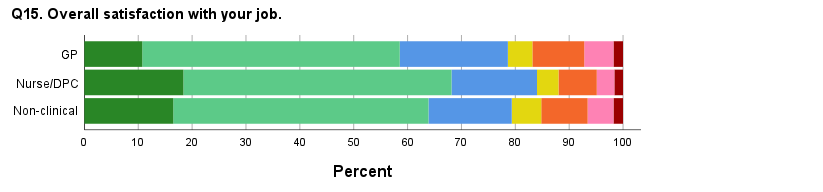 Q15. Overall satisfaction with your job.
GP
Nurse/DPC
Non-clinical
0 10 20 30 40 50 60 70 80 90 100
Percent